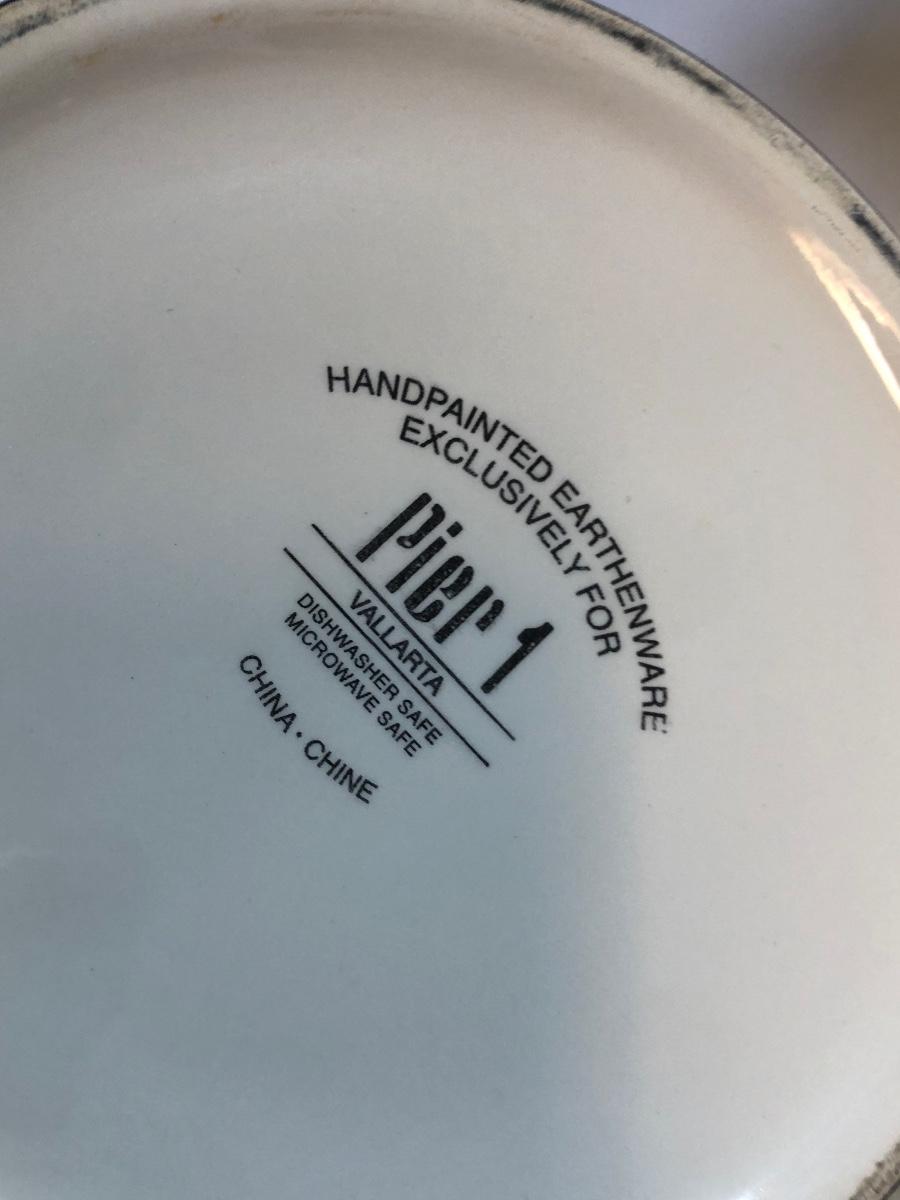 HANDPAINTED EARTHENWARE
EXCLUSIVELY FOR
Pier 1
VALLARTA
DISHWASHER SAFE
MICROWAVE SAFE
CHINA • CHINE